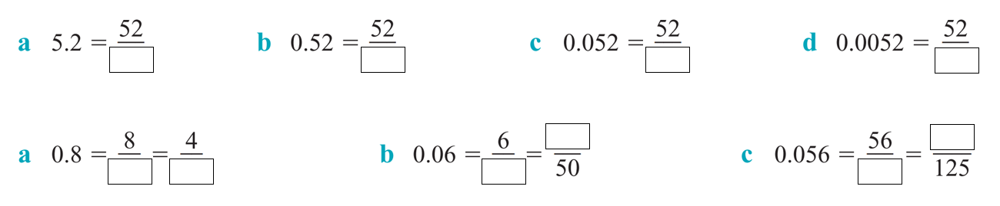 a 5.2 = 52/□ b 0.52 = 52/□ c 0.052 = 52/□ d 0.0052 = 52/□
a 0.8 = 8/□ = 4/□ b 0.06 = 6/□ = □/50 c 0.056 = 56/□ = □/125